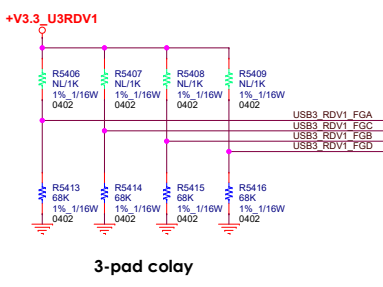 +V3.3_U3RDV1
R5406 R5407 R5408 R5409
NL/1K NL/1K NL/1K NL/1K
1%_1/16W 1%_1/16W 1%_1/16W 1%_1/16W
0402 0402 0402 0402
USB3_RDV1_FGA
USB3_RDV1_FGC
USB3_RDV1_FGB
USB3_RDV1_FGD
R5413 R5414 R5415 R5416
68K 68K 68K 68K
1%_1/16W 1%_1/16W 1%_1/16W 1%_1/16W
0402 0402 0402 0402
3-pad colay